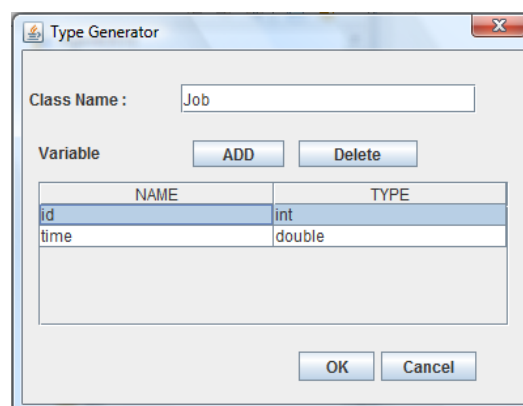 Type Generator
Class Name : Job
Variable ADD Delete
NAME TYPE
id int
time double
OK Cancel